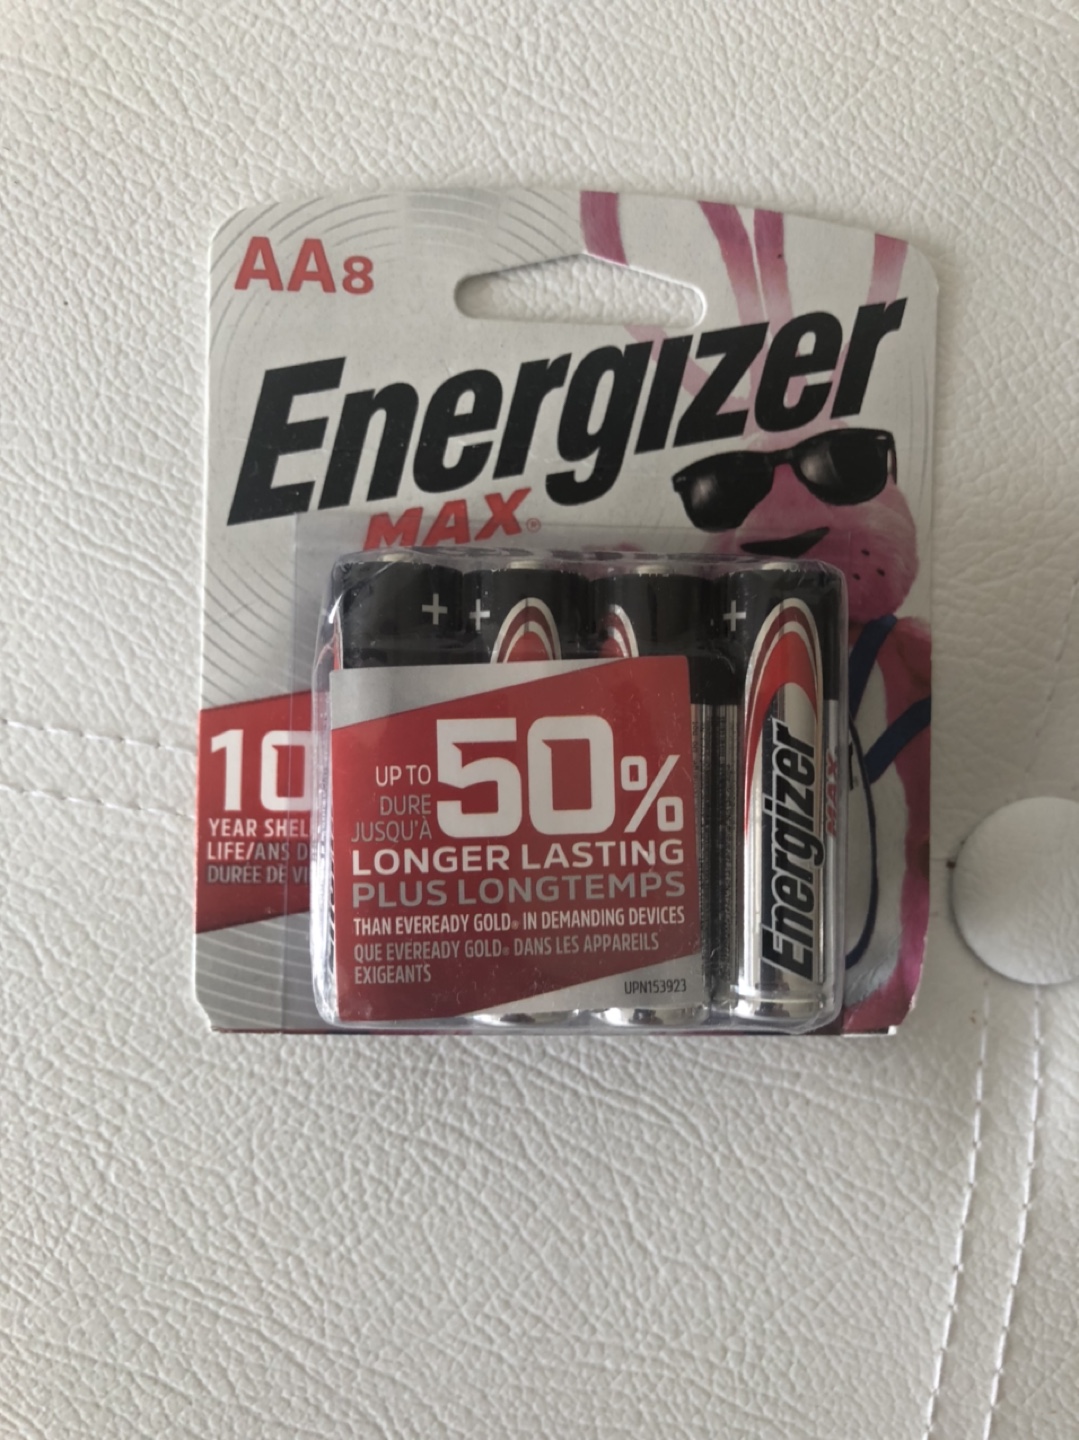 AA8
Energizer
MAX®
+ + +
10
YEAR SHEL
LIFE/ANS D
DURÉE DE VI
UP TO 50%
DURE
JUSQU'À
LONGER LASTING
PLUS LONGTEMPS
THAN EVEREADY GOLD® IN DEMANDING DEVICES
QUE EVEREADY GOLD® DANS LES APPAREILS
EXIGEANTS
UPN153923
Energizer
MAX